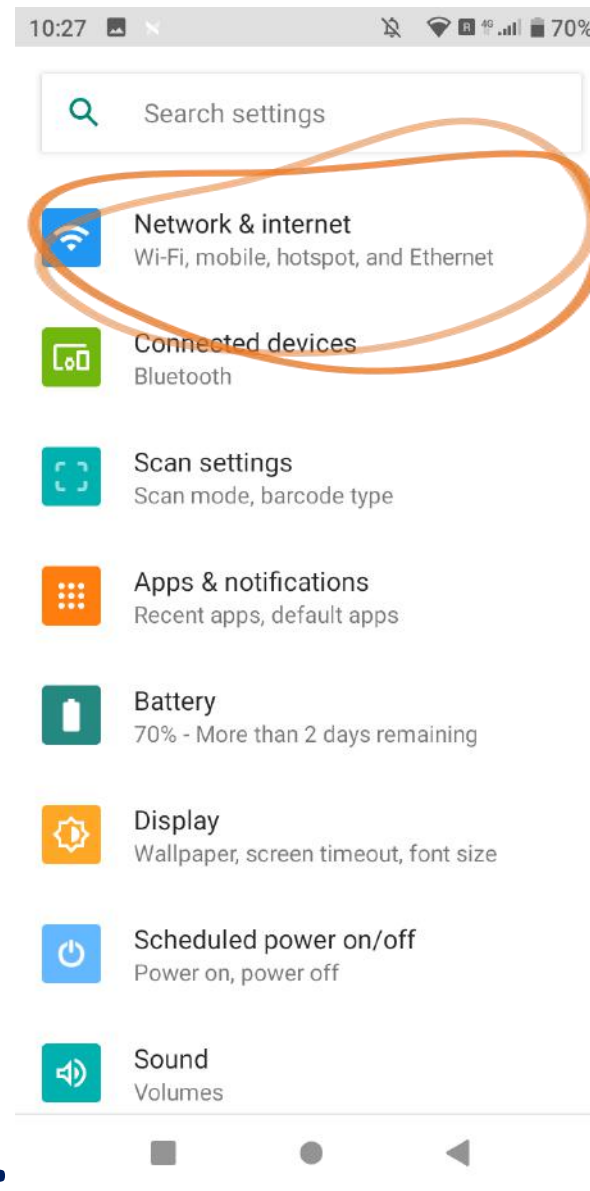 10:27 R 4G 70%
Search settings
Network & internet
Wi-Fi, mobile, hotspot, and Ethernet
Connected devices
Bluetooth
Scan settings
Scan mode, barcode type
Apps & notifications
Recent apps, default apps
Battery
70% - More than 2 days remaining
Display
Wallpaper, screen timeout, font size
Scheduled power on/off
Power on, power off
Sound
Volumes